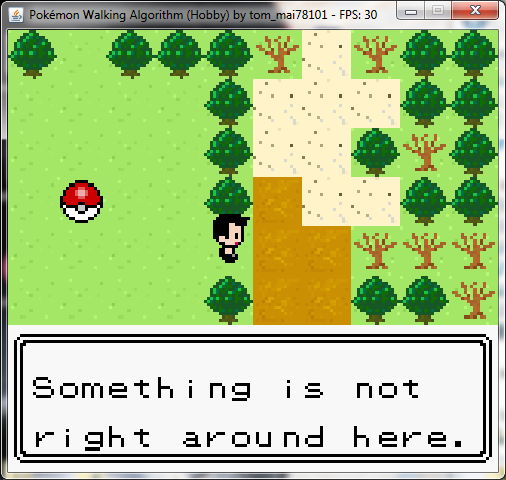 Pokémon Walking Algorithm (Hobby) by tom_mai78101 - FPS: 30
Something is not
right around here.